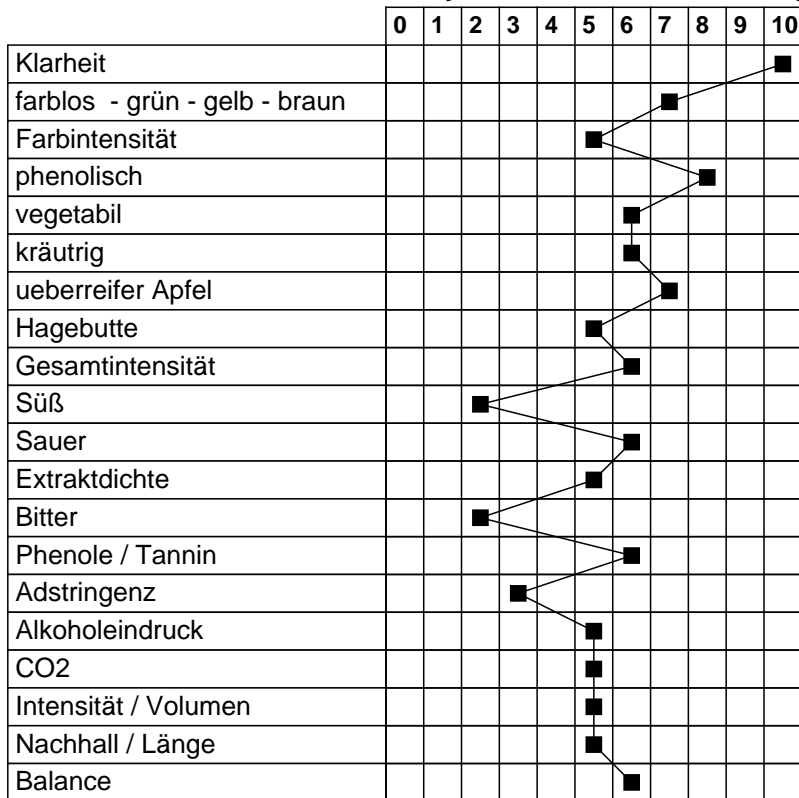 0 1 2 3 4 5 6 7 8 9 10
Klarheit
farblos - grün - gelb - braun
Farbintensität
phenolisch
vegetabil
kräutrig
ueberreifer Apfel
Hagebutte
Gesamtintensität
Süß
Sauer
Extraktdichte
Bitter
Phenole / Tannin
Adstringenz
Alkoholeindruck
CO2
Intensität / Volumen
Nachhall / Länge
Balance